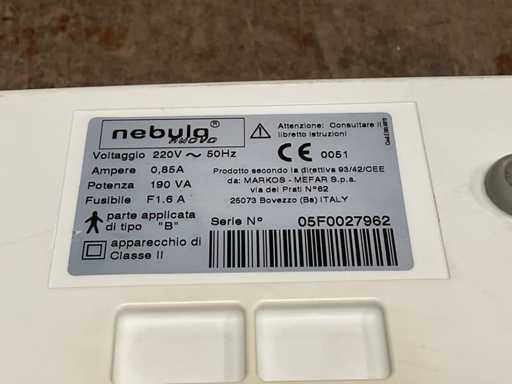 nebula®
nuova
Voltaggio 220V ~ 50Hz
Ampere 0,85A
Potenza 190 VA
Fusibile F1.6 A
parte applicata
di tipo "B"
apparecchio di
Classe II
Attenzione: Consultare il
libretto istruzioni
CE 0051
Prodotto secondo la direttiva 93/42/CEE
da: MARKOS - MEFAR S.p.a.
via dei Prati N°62
25073 Bovezzo (Bs) ITALY
Serie N° 05F0027962